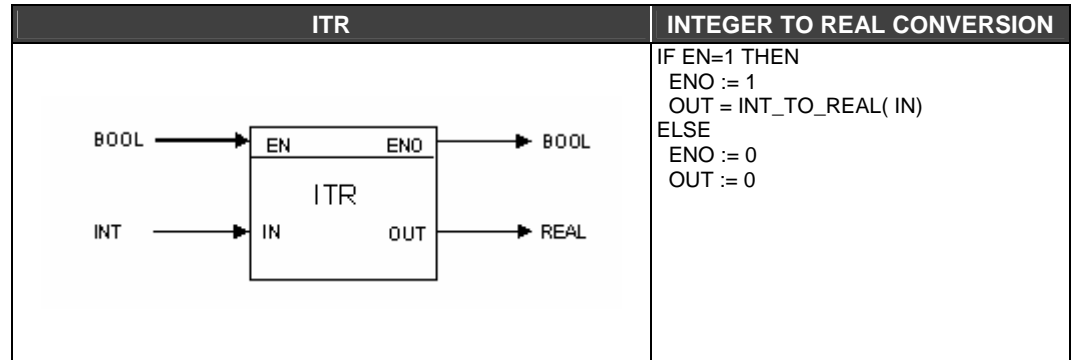 ITR
INTEGER TO REAL CONVERSION
BOOL EN ENO BOOL
ITR
INT IN OUT REAL
IF EN=1 THEN
ENO := 1
OUT = INT_TO_REAL( IN)
ELSE
ENO := 0
OUT := 0